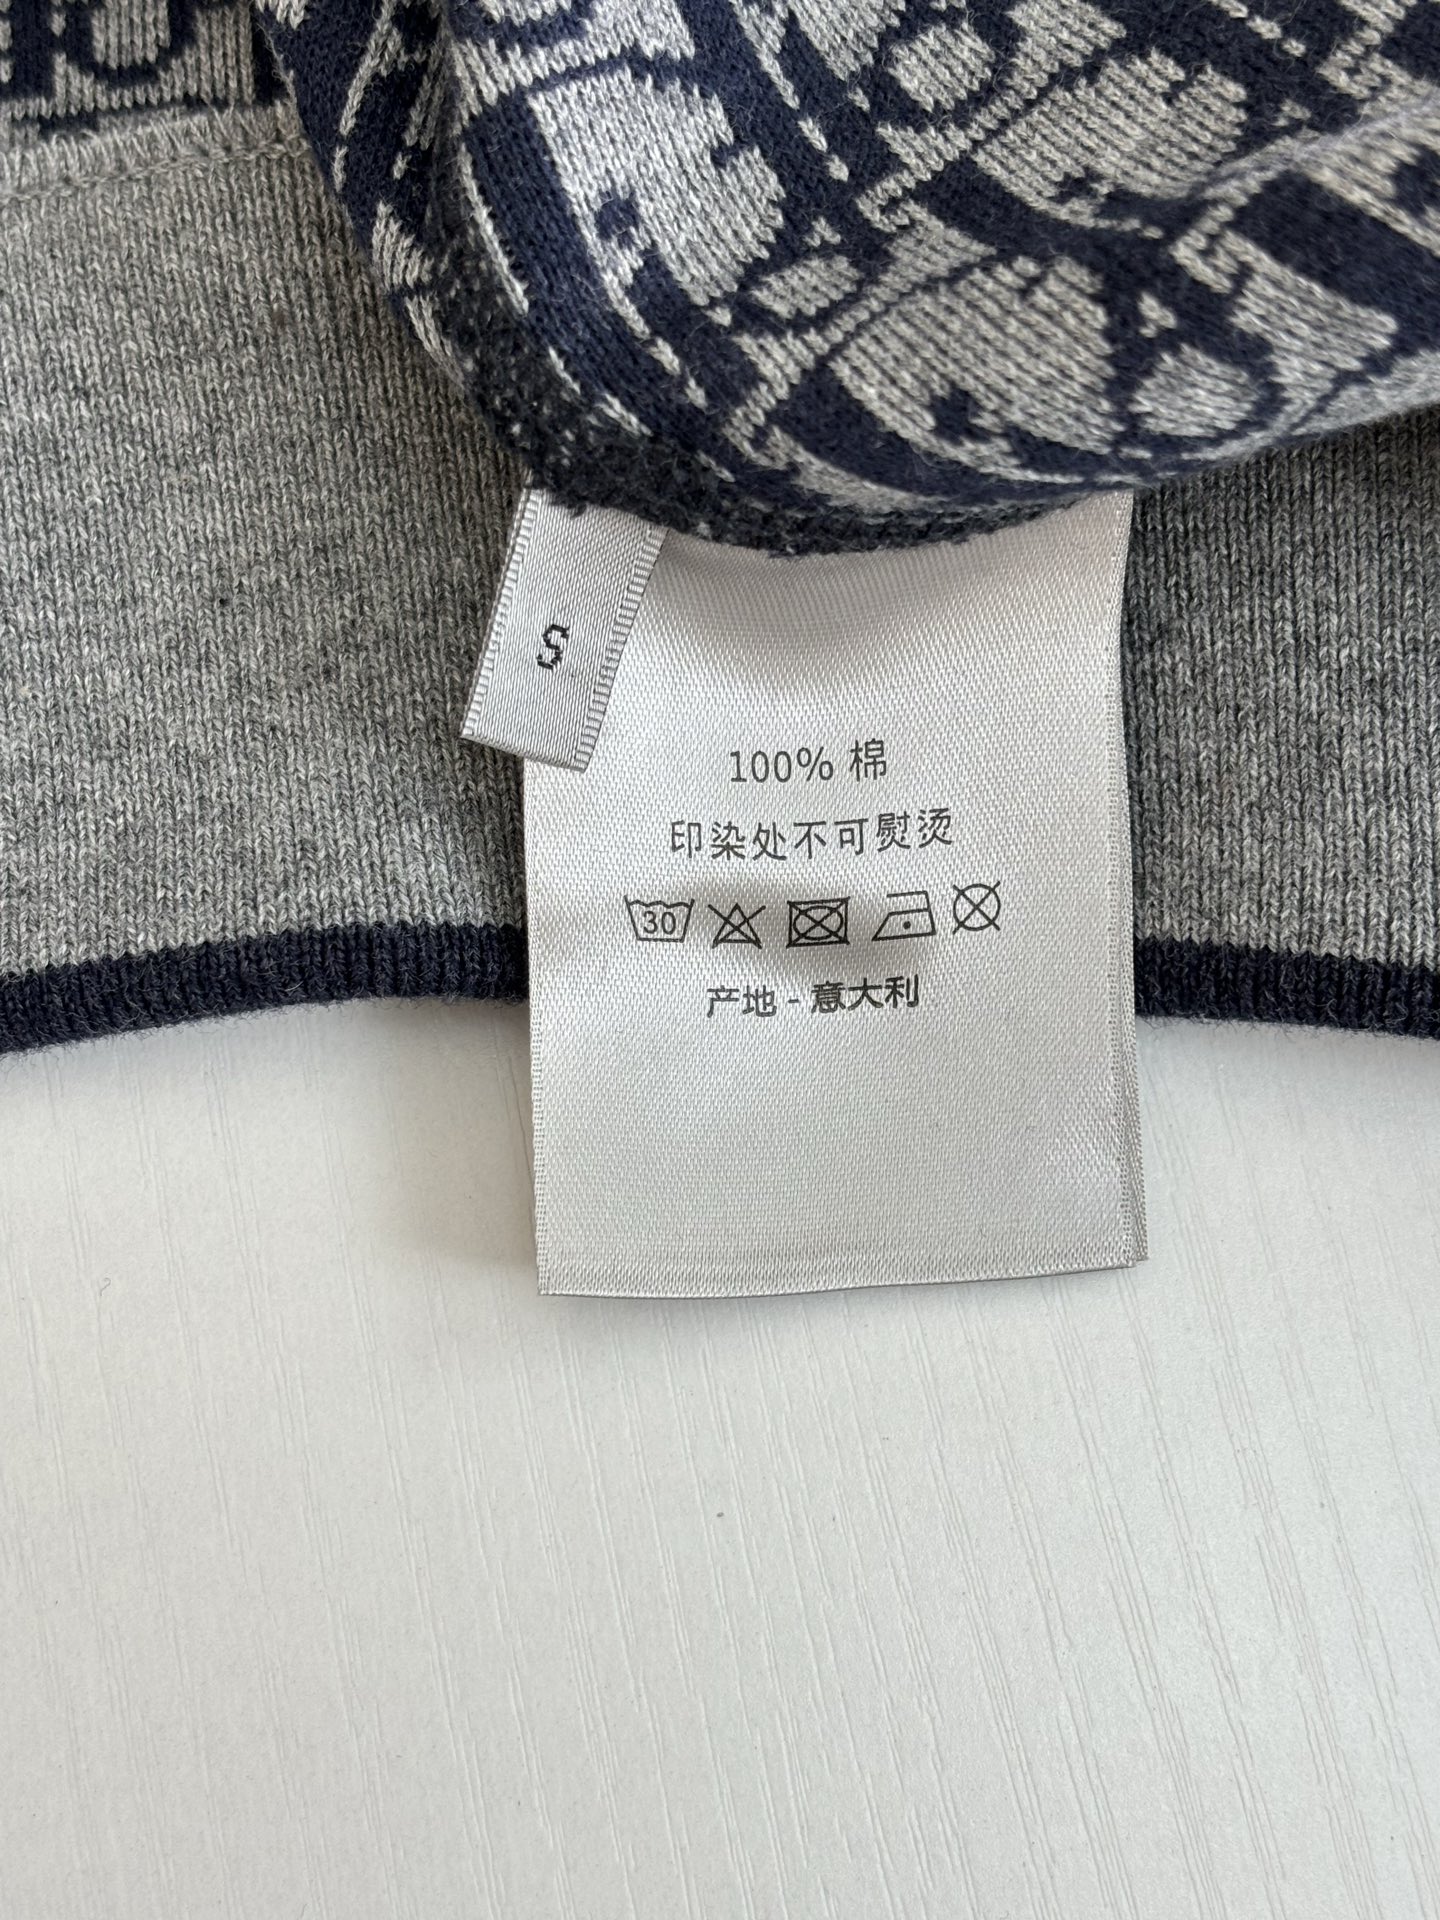 S
100% 棉
印染处不可熨烫
30
产地 - 意大利